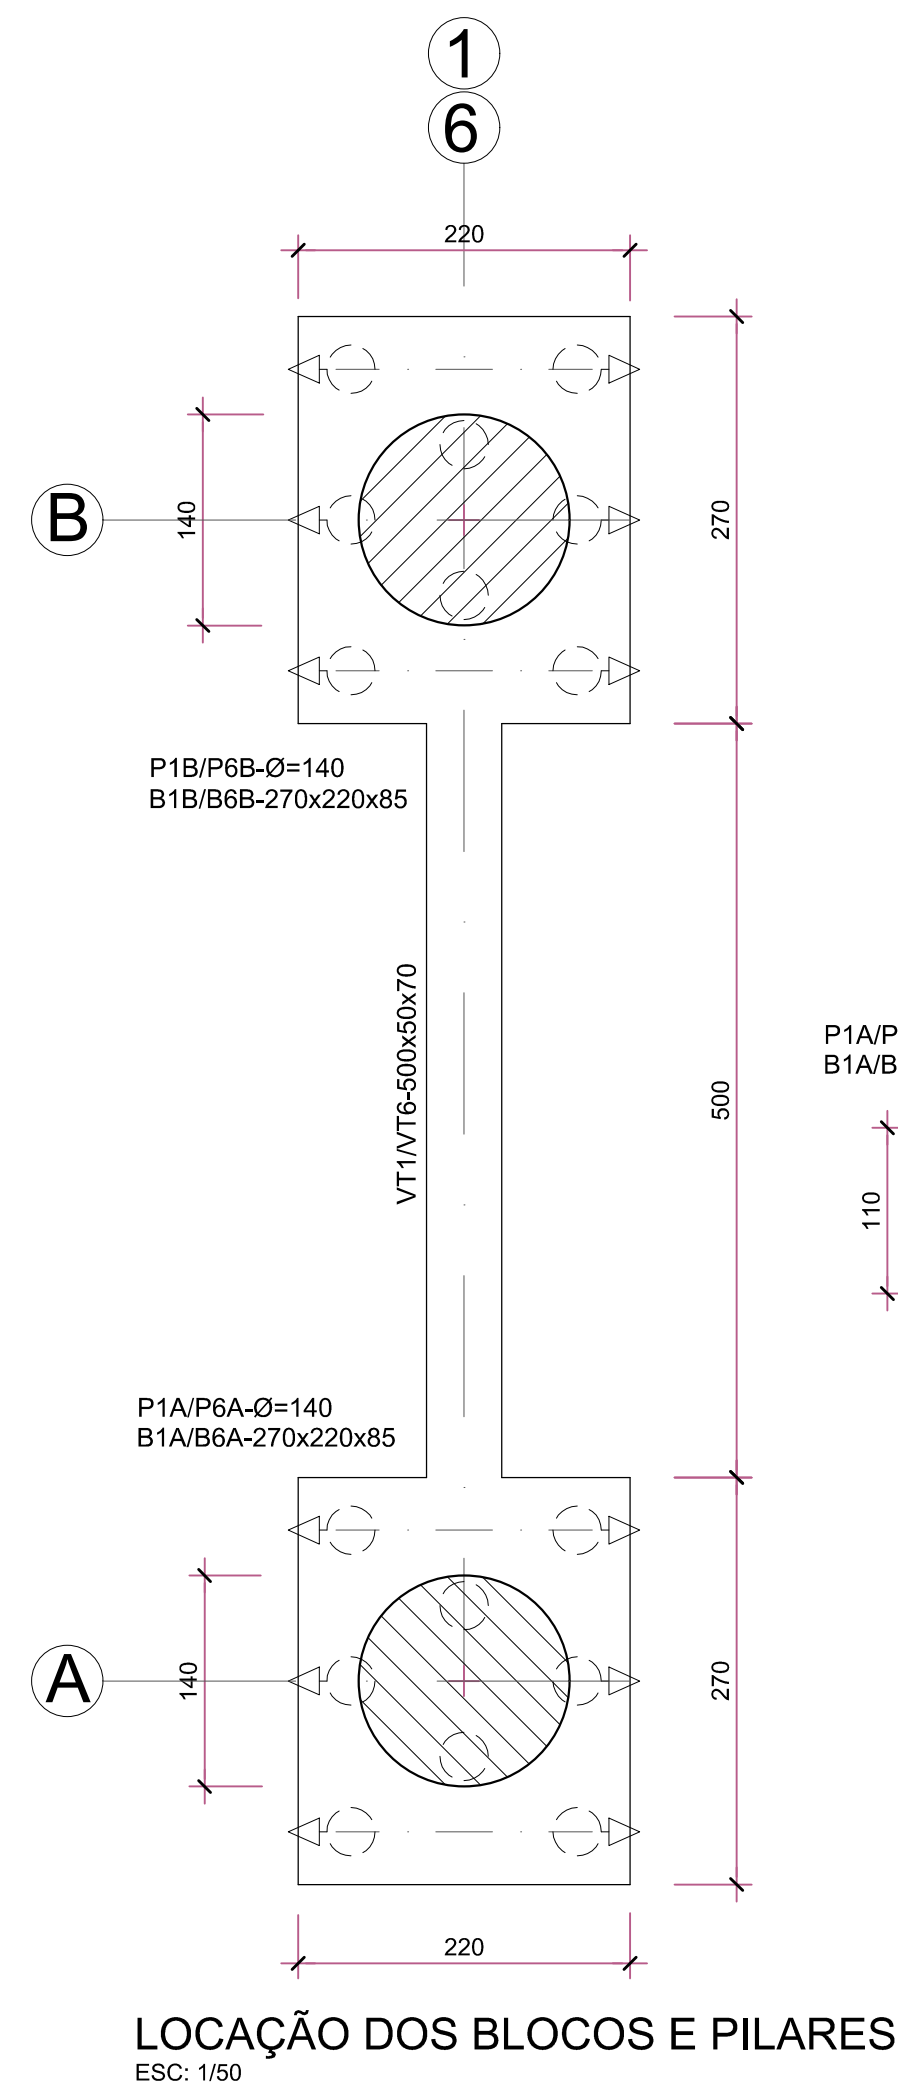 1
6
220
B
140
270
P1B/P6B-Ø=140
B1B/B6B-270x220x85
VT1/VT6-500x50x70
500
P1A/P
B1A/B
110
P1A/P6A-Ø=140
B1A/B6A-270x220x85
A
140
270
220
LOCAÇÃO DOS BLOCOS E PILARES
ESC: 1/50